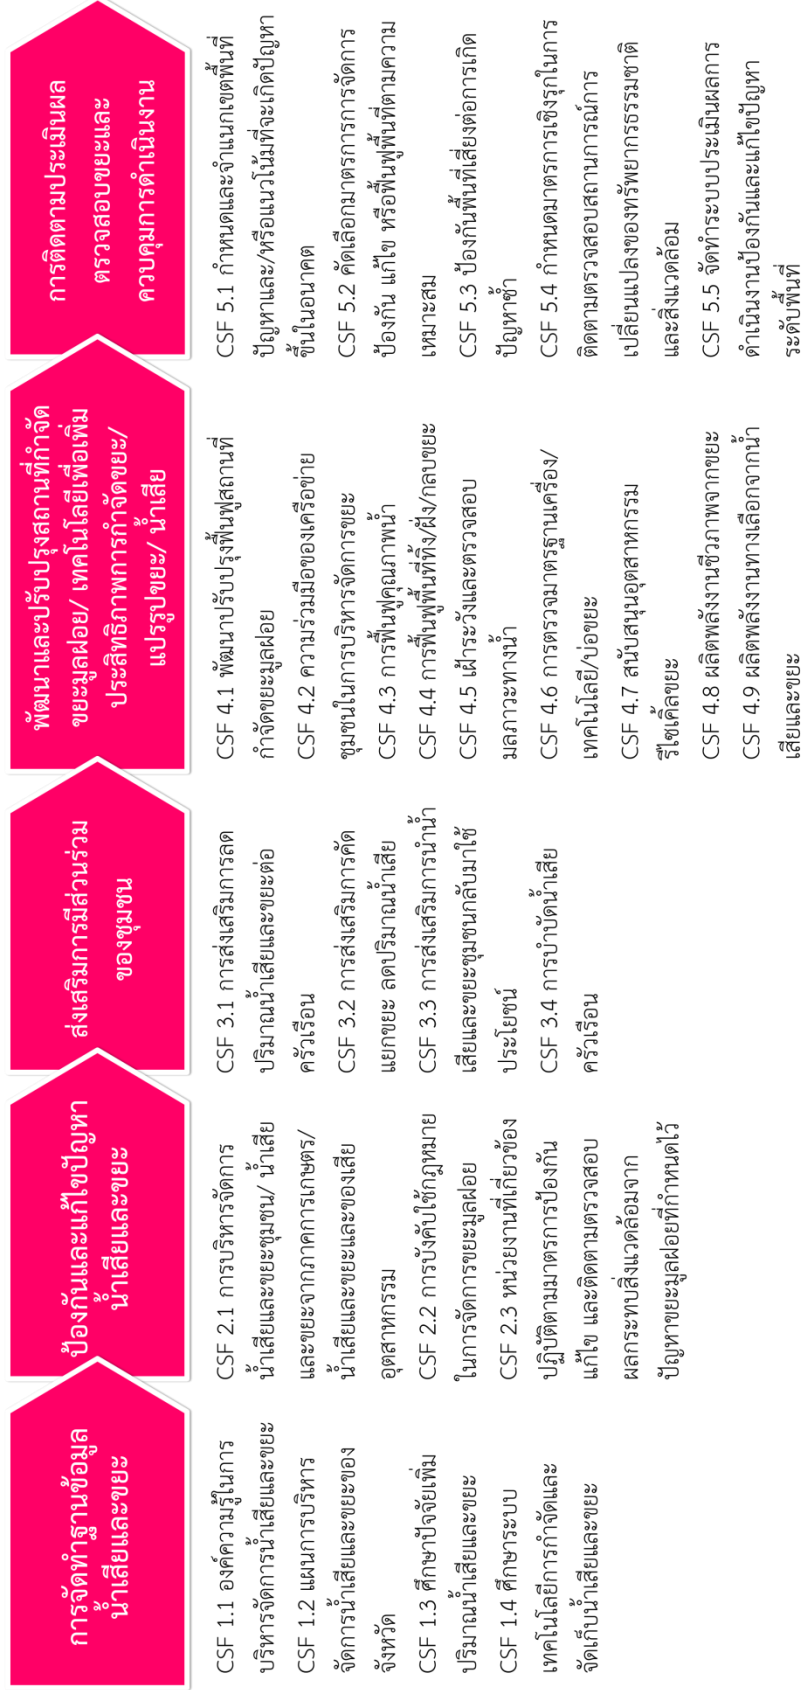 การจัดทำฐานข้อมูล
น้ำเสียและขยะ
CSF 1.1 องค์ความรู้ในการ
บริหารจัดการน้ำเสียและขยะ
CSF 1.2 แผนการบริหาร
จัดการน้ำเสียและขยะของ
จังหวัด
CSF 1.3 ศึกษาปัจจัยเพิ่ม
ปริมาณน้ำเสียและขยะ
CSF 1.4 ศึกษาระบบ
เทคโนโลยีการกำจัดและ
จัดเก็บน้ำเสียและขยะ
ป้องกันและแก้ไขปัญหา
น้ำเสียและขยะ
CSF 2.1 การบริหารจัดการ
น้ำเสียและขยะชุมชน/ น้ำเสีย
และขยะจากภาคการเกษตร/
น้ำเสียและขยะและของเสีย
อุตสาหกรรม
CSF 2.2 การบังคับใช้กฎหมาย
ในการจัดการขยะมูลฝอย
CSF 2.3 หน่วยงานที่เกี่ยวข้อง
ปฏิบัติตามมาตรการป้องกัน
แก้ไข และติดตามตรวจสอบ
ผลกระทบสิ่งแวดล้อมจาก
ปัญหาขยะมูลฝอยที่กำหนดไว้
ส่งเสริมการมีส่วนร่วม
ของชุมชน
CSF 3.1 การส่งเสริมการลด
ปริมาณน้ำเสียและขยะต่อ
ครัวเรือน
CSF 3.2 การส่งเสริมการคัด
แยกขยะ ลดปริมาณน้ำเสีย
CSF 3.3 การส่งเสริมการนำน้ำ
เสียและขยะชุมชนกลับมาใช้
ประโยชน์
CSF 3.4 การบำบัดน้ำเสีย
ครัวเรือน
พัฒนาและปรับปรุงสถานที่กำจัด
ขยะมูลฝอย/ เทคโนโลยีเพื่อเพิ่ม
ประสิทธิภาพการกำจัดขยะ/
แปรรูปขยะ/ น้ำเสีย
CSF 4.1 พัฒนาปรับปรุงฟื้นฟูสถานที่
กำจัดขยะมูลฝอย
CSF 4.2 ความร่วมมือของเครือข่าย
ชุมชนในการบริหารจัดการขยะ
CSF 4.3 การฟื้นฟูคุณภาพน้ำ
CSF 4.4 การฟื้นฟูพื้นที่ทิ้ง/ฝัง/กลบขยะ
CSF 4.5 เฝ้าระวังและตรวจสอบ
มลภาวะทางน้ำ
CSF 4.6 การตรวจมาตรฐานเครื่อง/
เทคโนโลยี/บ่อขยะ
CSF 4.7 สนับสนุนอุตสาหกรรม
รีไซเคิ้ลขยะ
CSF 4.8 ผลิตพลังงานชีวภาพจากขยะ
CSF 4.9 ผลิตพลังงานทางเลือกจากน้ำ
เสียและขยะ
การติดตามประเมินผล
ตรวจสอบขยะและ
ควบคุมการดำเนินงาน
CSF 5.1 กำหนดและจำแนกเขตพื้นที่
ปัญหาและ/หรือแนวโน้มที่จะเกิดปัญหา
ขึ้นในอนาคต
CSF 5.2 คัดเลือกมาตรการการจัดการ
ป้องกัน แก้ไข หรือฟื้นฟูพื้นที่ตามความ
เหมาะสม
CSF 5.3 ป้องกันพื้นที่เสี่ยงต่อการเกิด
ปัญหาซ้ำ
CSF 5.4 กำหนดมาตรการเชิงรุกในการ
ติดตามตรวจสอบสถานการณ์การ
เปลี่ยนแปลงของทรัพยากรธรรมชาติ
และสิ่งแวดล้อม
CSF 5.5 จัดทำระบบประเมินผลการ
ดำเนินงานป้องกันและแก้ไขปัญหา
ระดับพื้นที่